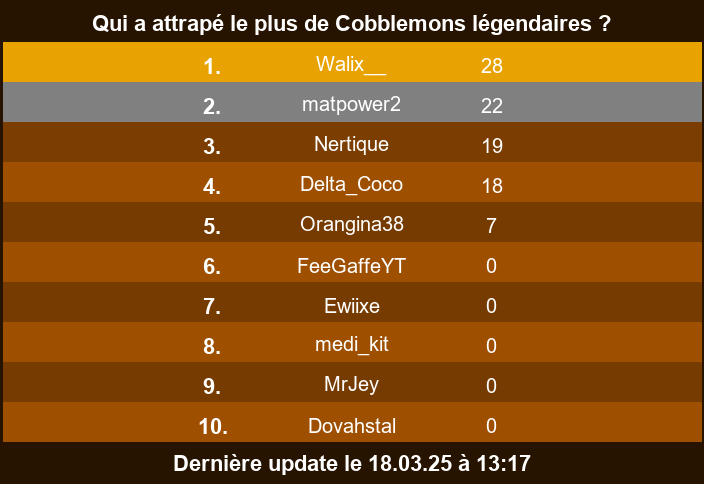 Qui a attrapé le plus de Cobblemons légendaires ?
1. Walix__ 28
2. matpower2 22
3. Nertique 19
4. Delta_Coco 18
5. Orangina38 7
6. FeeGaffeYT 0
7. Ewiixe 0
8. medi_kit 0
9. MrJey 0
10. Dovahstal 0
Dernière update le 18.03.25 à 13:17